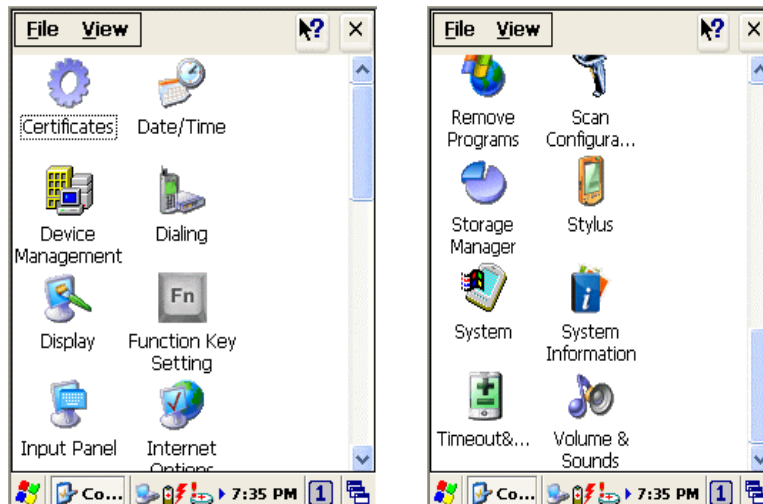 File View
Certificates Date/Time
Device Management
Dialing
Display
Function Key Setting
Input Panel
Internet Options
Co... 7:35 PM 1
File View
Remove Programs
Scan Configura...
Storage Manager
Stylus
System
System Information
Timeout&...
Volume & Sounds
Co... 7:35 PM 1